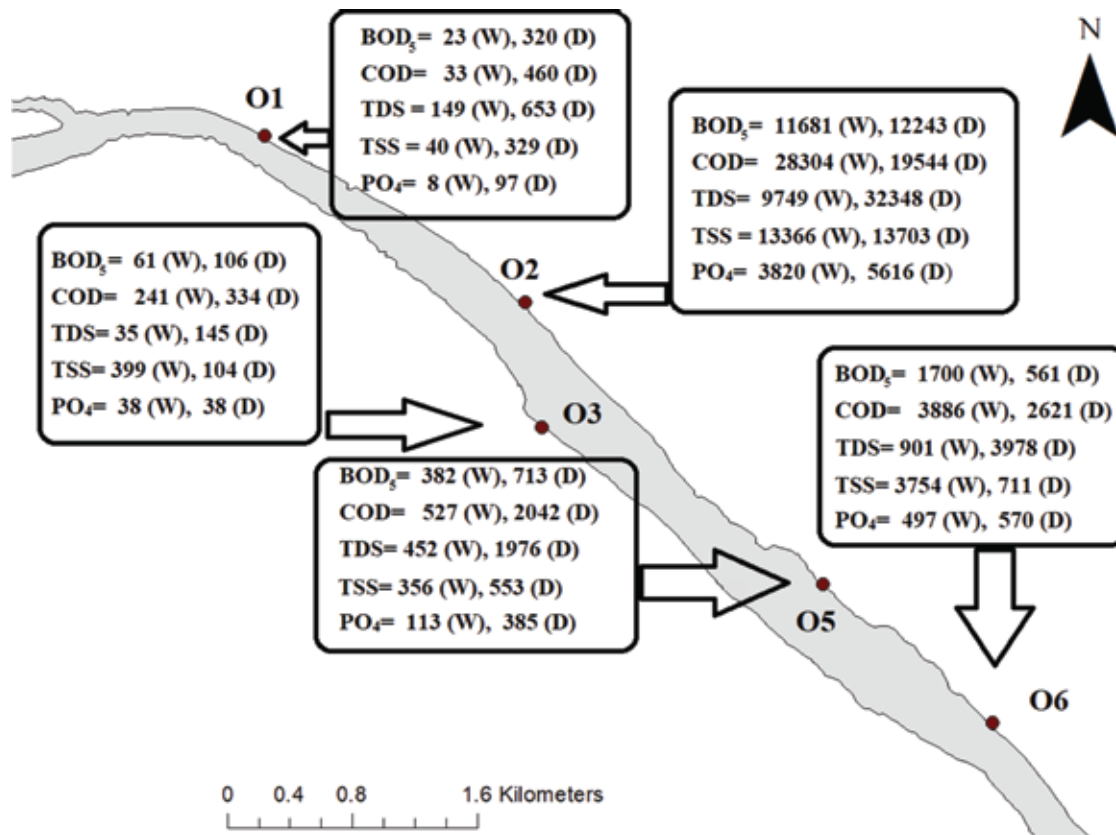 BOD₅= 23 (W), 320 (D)
COD= 33 (W), 460 (D)
TDS= 149 (W), 653 (D)
TSS = 40 (W), 329 (D)
PO₄= 8 (W), 97 (D)
N
O1
BOD₅= 11681 (W), 12243 (D)
COD= 28304 (W), 19544 (D)
TDS= 9749 (W), 32348 (D)
TSS = 13366 (W), 13703 (D)
PO₄= 3820 (W), 5616 (D)
O2
BOD₅= 61 (W), 106 (D)
COD= 241 (W), 334 (D)
TDS= 35 (W), 145 (D)
TSS= 399 (W), 104 (D)
PO₄= 38 (W), 38 (D)
O3
BOD₅= 1700 (W), 561 (D)
COD= 3886 (W), 2621 (D)
TDS= 901 (W), 3978 (D)
TSS= 3754 (W), 711 (D)
PO₄= 497 (W), 570 (D)
BOD₅= 382 (W), 713 (D)
COD= 527 (W), 2042 (D)
TDS= 452 (W), 1976 (D)
TSS= 356 (W), 553 (D)
PO₄= 113 (W), 385 (D)
O5
O6
0 0.4 0.8 1.6 Kilometers